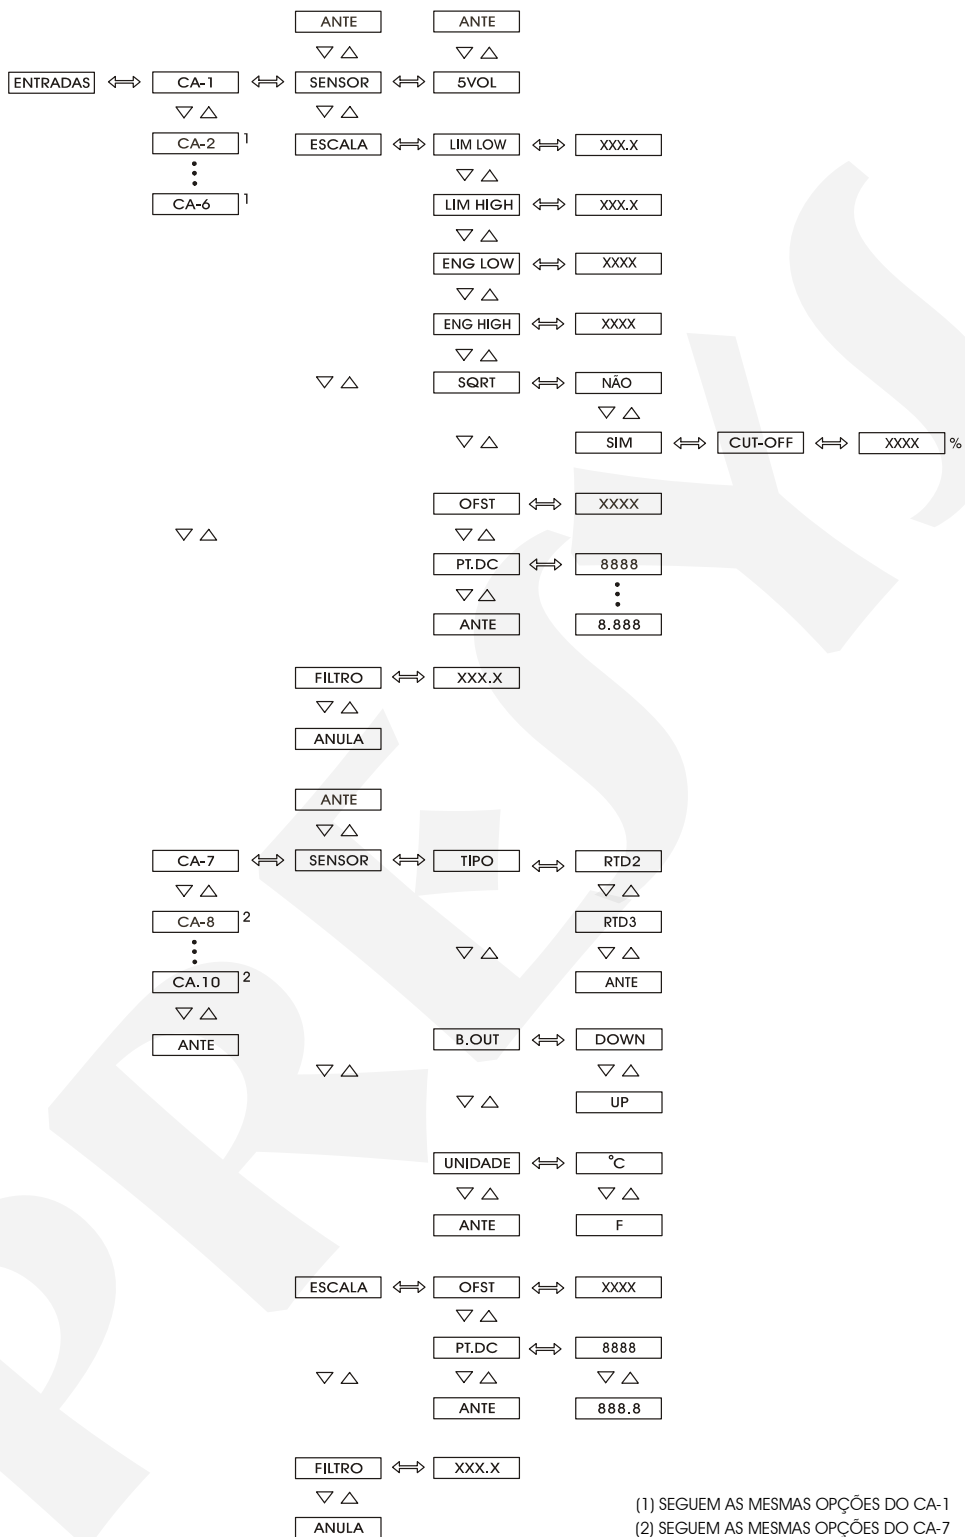 ANTE ANTE
ENTRADAS CA-1 SENSOR 5VOL
CA-2 1 ESCALA LIM LOW XXX.X
CA-6 1 LIM HIGH XXX.X
ENG LOW XXXX
ENG HIGH XXXX
SQRT NÃO
SIM CUT-OFF XXXX %
OFST XXXX
PT.DC 8888
ANTE 8.888
FILTRO XXX.X
ANULA
ANTE
CA-7 SENSOR TIPO RTD2
CA-8 2 RTD3
CA.10 2 ANTE
ANTE B.OUT DOWN
UP
UNIDADE °C
ANTE F
ESCALA OFST XXXX
PT.DC 8888
ANTE 888.8
FILTRO XXX.X
ANULA
(1) SEGUEM AS MESMAS OPÇÕES DO CA-1
(2) SEGUEM AS MESMAS OPÇÕES DO CA-7
PRESYS